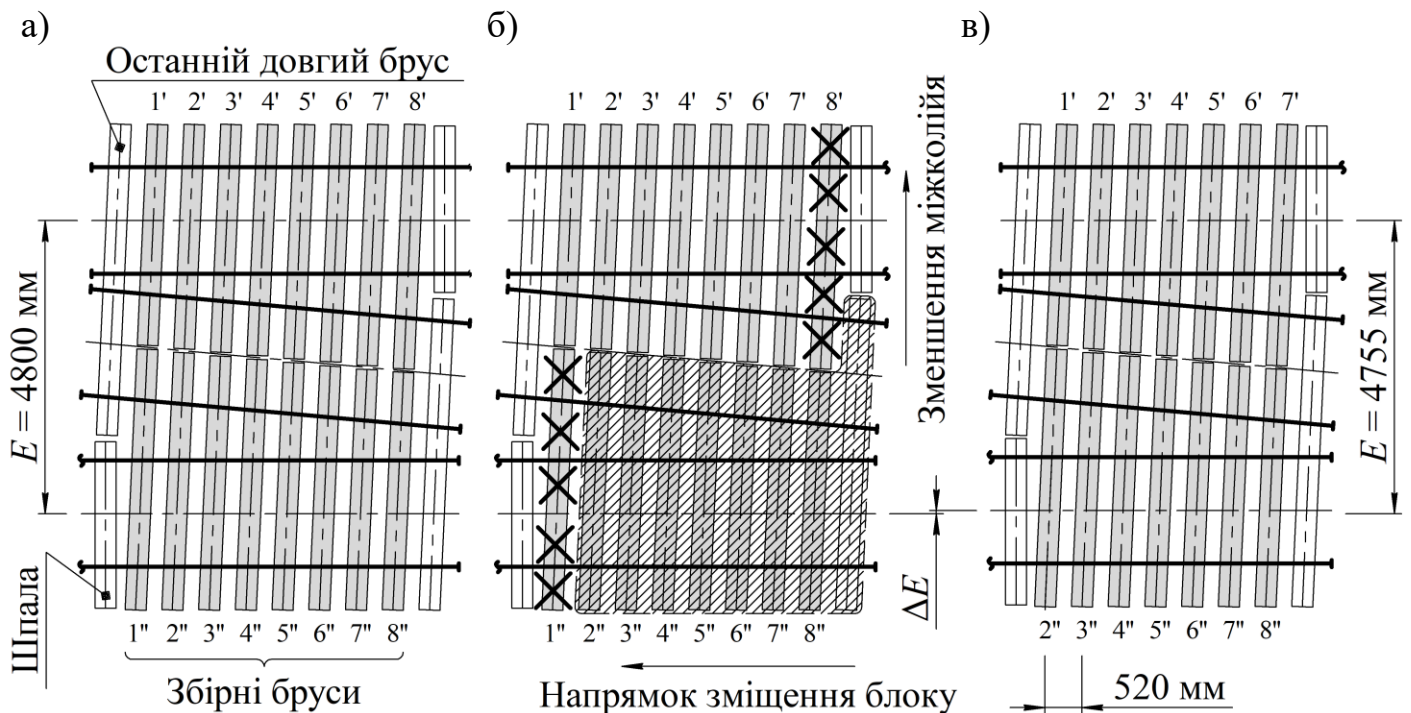 а)
б)
в)
Останній довгий брус
1' 2' 3' 4' 5' 6' 7' 8'
1' 2' 3' 4' 5' 6' 7' 8'
1' 2' 3' 4' 5' 6' 7'
E = 4800 мм
Зменшення міжколійя
E = 4755 мм
ΔE
Шпала
1" 2" 3" 4" 5" 6" 7" 8"
1" 2" 3" 4" 5" 6" 7" 8"
2" 3" 4" 5" 6" 7" 8"
Збірні бруси
Напрямок зміщення блоку
520 мм